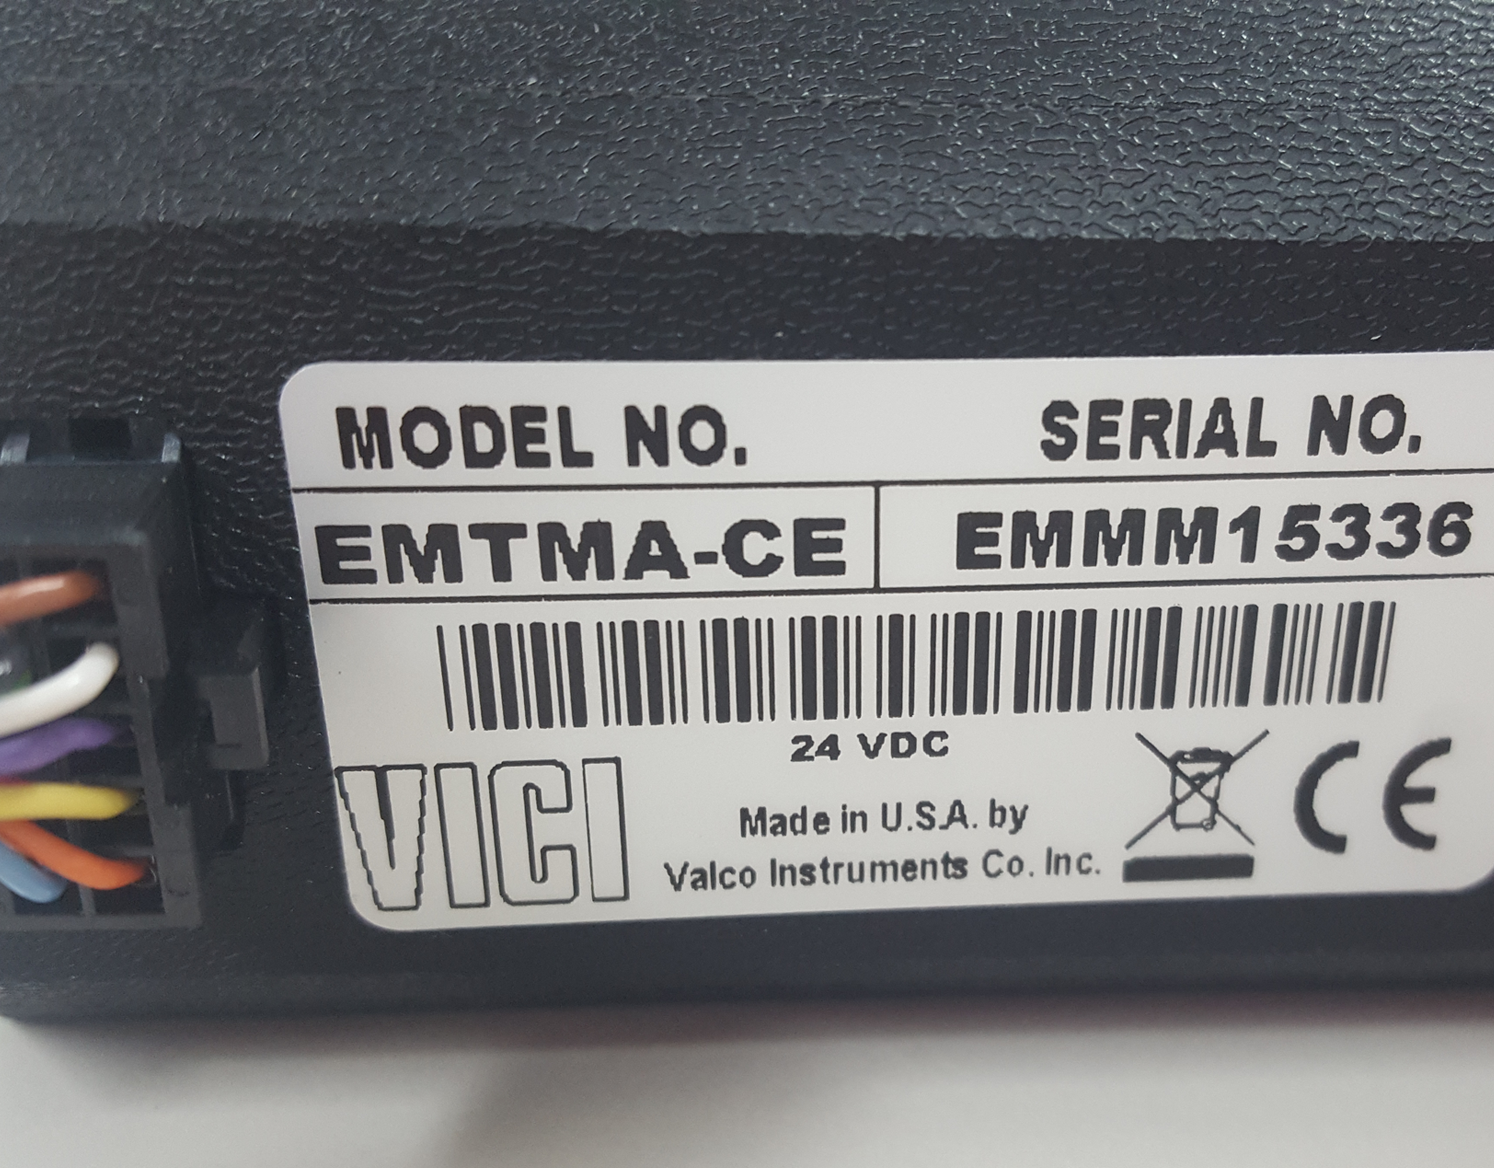 MODEL NO. SERIAL NO.
EMTMA-CE EMMM15336
24 VDC
VICI
Made in U.S.A. by
Valco Instruments Co. Inc.
CE